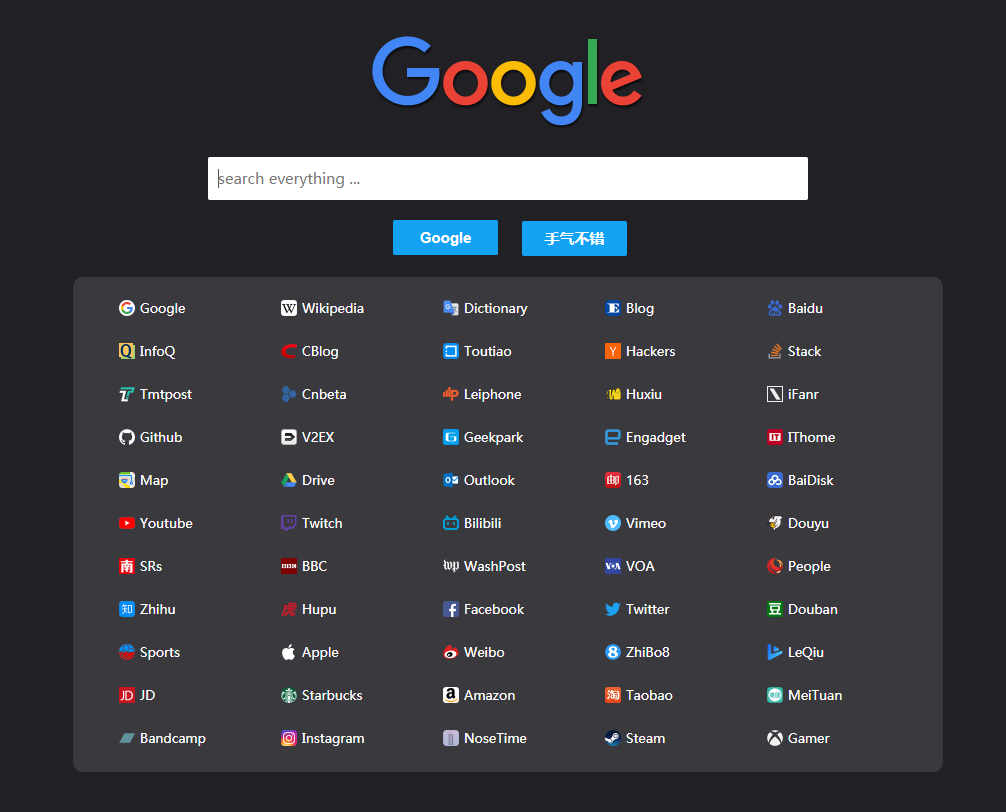 Google
search everything ...
Google 手气不错
Google Wikipedia Dictionary Blog Baidu
InfoQ CBlog Toutiao Hackers Stack
Tmtpost Cnbeta Leiphone Huxiu iFanr
Github V2EX Geekpark Engadget IThome
Map Drive Outlook 163 BaiDisk
Youtube Twitch Bilibili Vimeo Douyu
SRs BBC WashPost VOA People
Zhihu Hupu Facebook Twitter Douban
Sports Apple Weibo ZhiBo8 LeQiu
JD Starbucks Amazon Taobao MeiTuan
Bandcamp Instagram NoseTime Steam Gamer